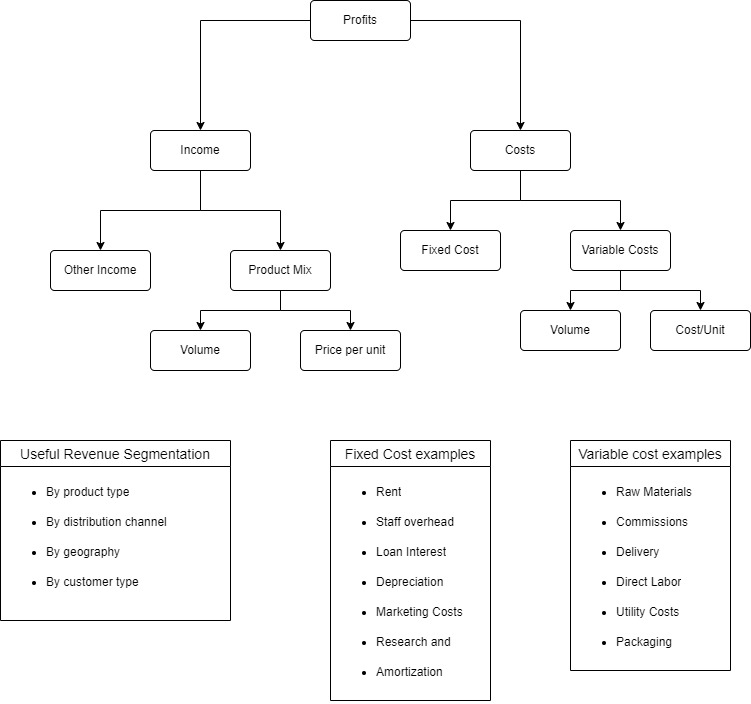 Profits
Income
Costs
Other Income
Product Mix
Fixed Cost
Variable Costs
Volume
Price per unit
Volume
Cost/Unit
Useful Revenue Segmentation
By product type
By distribution channel
By geography
By customer type
Fixed Cost examples
Rent
Staff overhead
Loan Interest
Depreciation
Marketing Costs
Research and
Amortization
Variable cost examples
Raw Materials
Commissions
Delivery
Direct Labor
Utility Costs
Packaging